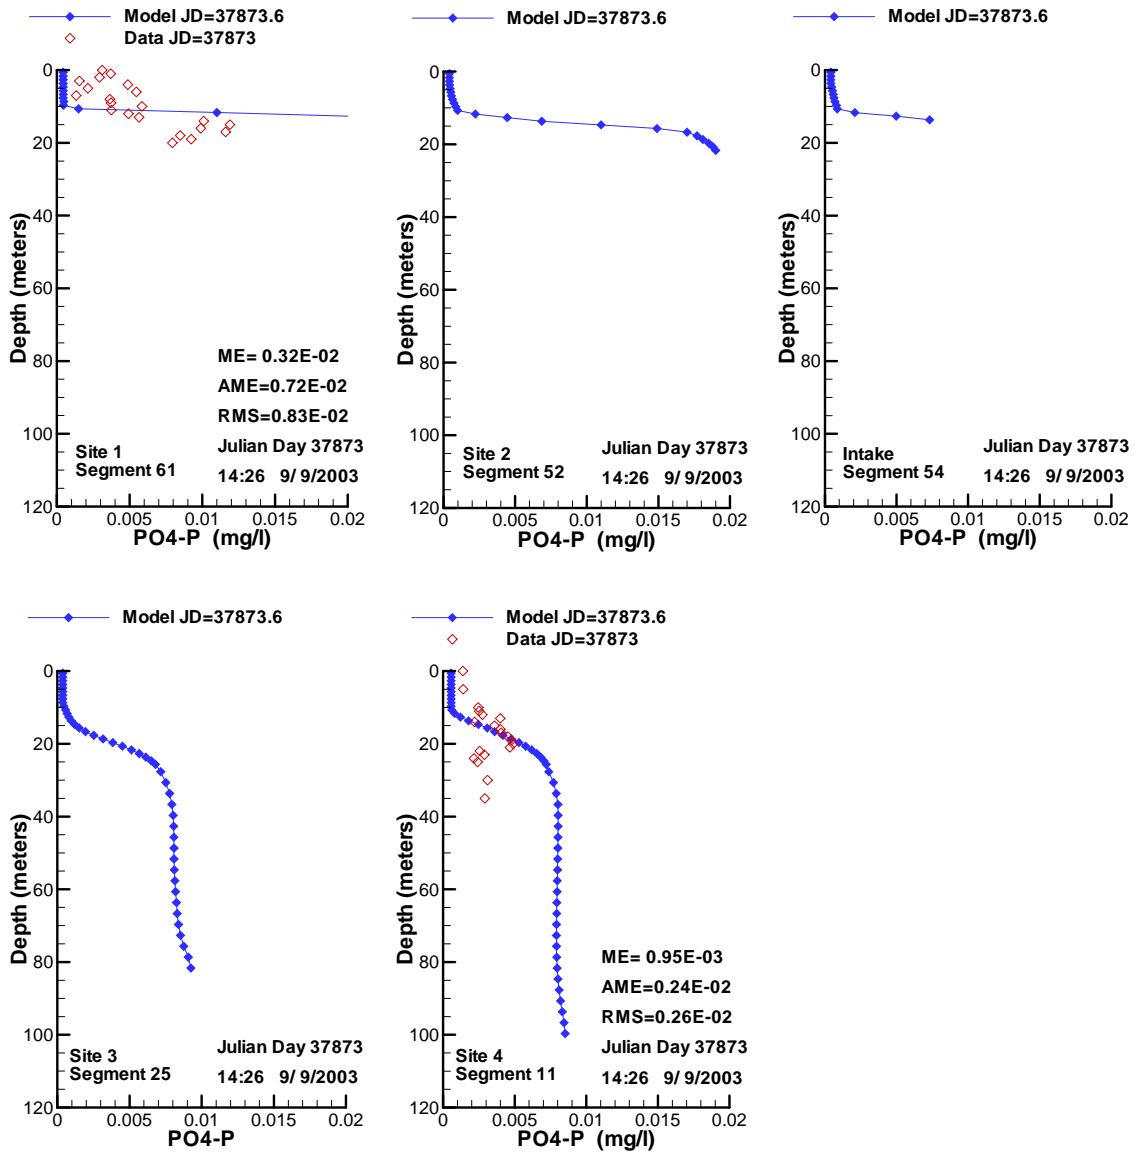 Model JD=37873.6
Data JD=37873
0
20
40
60
80
100
120
Depth (meters)
ME= 0.32E-02
AME=0.72E-02
RMS=0.83E-02
Site 1
Segment 61
Julian Day 37873
14:26 9/ 9/2003
0 0.005 0.01 0.015 0.02
PO4-P (mg/l)
Model JD=37873.6
0
20
40
60
80
100
120
Depth (meters)
Site 2
Segment 52
Julian Day 37873
14:26 9/ 9/2003
0 0.005 0.01 0.015 0.02
PO4-P (mg/l)
Model JD=37873.6
0
20
40
60
80
100
120
Depth (meters)
Intake
Segment 54
Julian Day 37873
14:26 9/ 9/2003
0 0.005 0.01 0.015 0.02
PO4-P (mg/l)
Model JD=37873.6
0
20
40
60
80
100
120
Depth (meters)
Site 3
Segment 25
Julian Day 37873
14:26 9/ 9/2003
0 0.005 0.01 0.015 0.02
PO4-P
Model JD=37873.6
Data JD=37873
0
20
40
60
80
100
120
Depth (meters)
ME= 0.95E-03
AME=0.24E-02
RMS=0.26E-02
Site 4
Segment 11
Julian Day 37873
14:26 9/ 9/2003
0 0.005 0.01 0.015 0.02
PO4-P (mg/l)